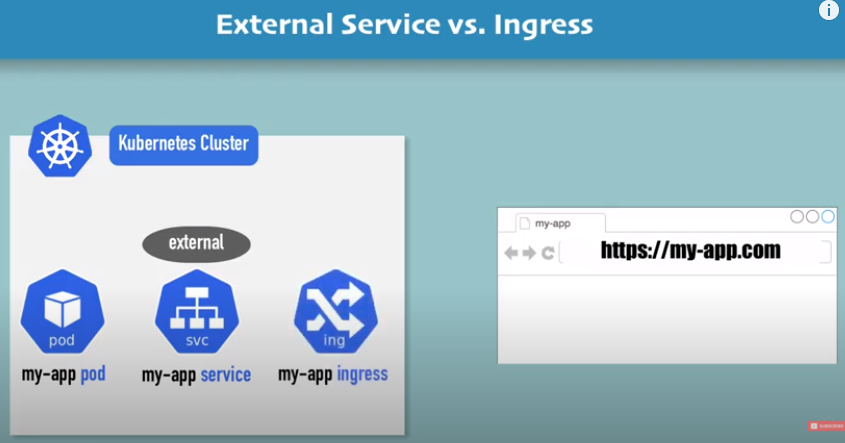 External Service vs. Ingress
i
Kubernetes Cluster
external
pod
svc
ing
my-app pod
my-app service
my-app ingress
my-app
https://my-app.com
SUBSCRIBE